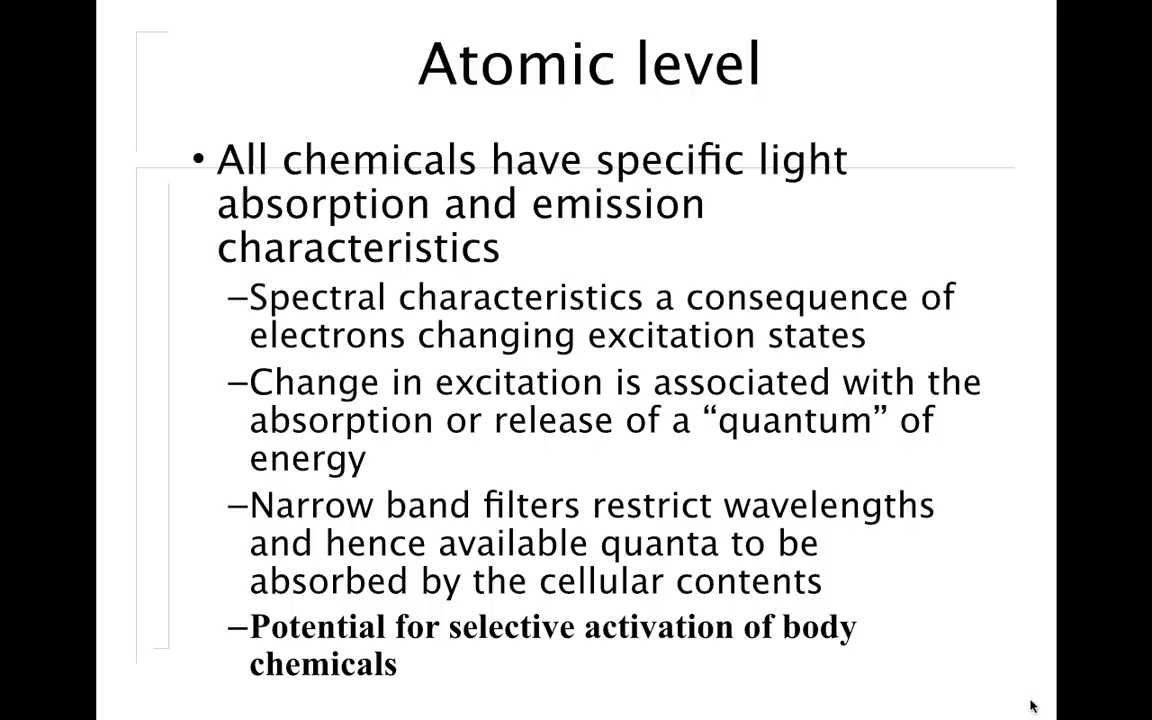 Atomic level
• All chemicals have specific light
absorption and emission
characteristics
–Spectral characteristics a consequence of
electrons changing excitation states
–Change in excitation is associated with the
absorption or release of a “quantum” of
energy
–Narrow band filters restrict wavelengths
and hence available quanta to be
absorbed by the cellular contents
–Potential for selective activation of body
chemicals